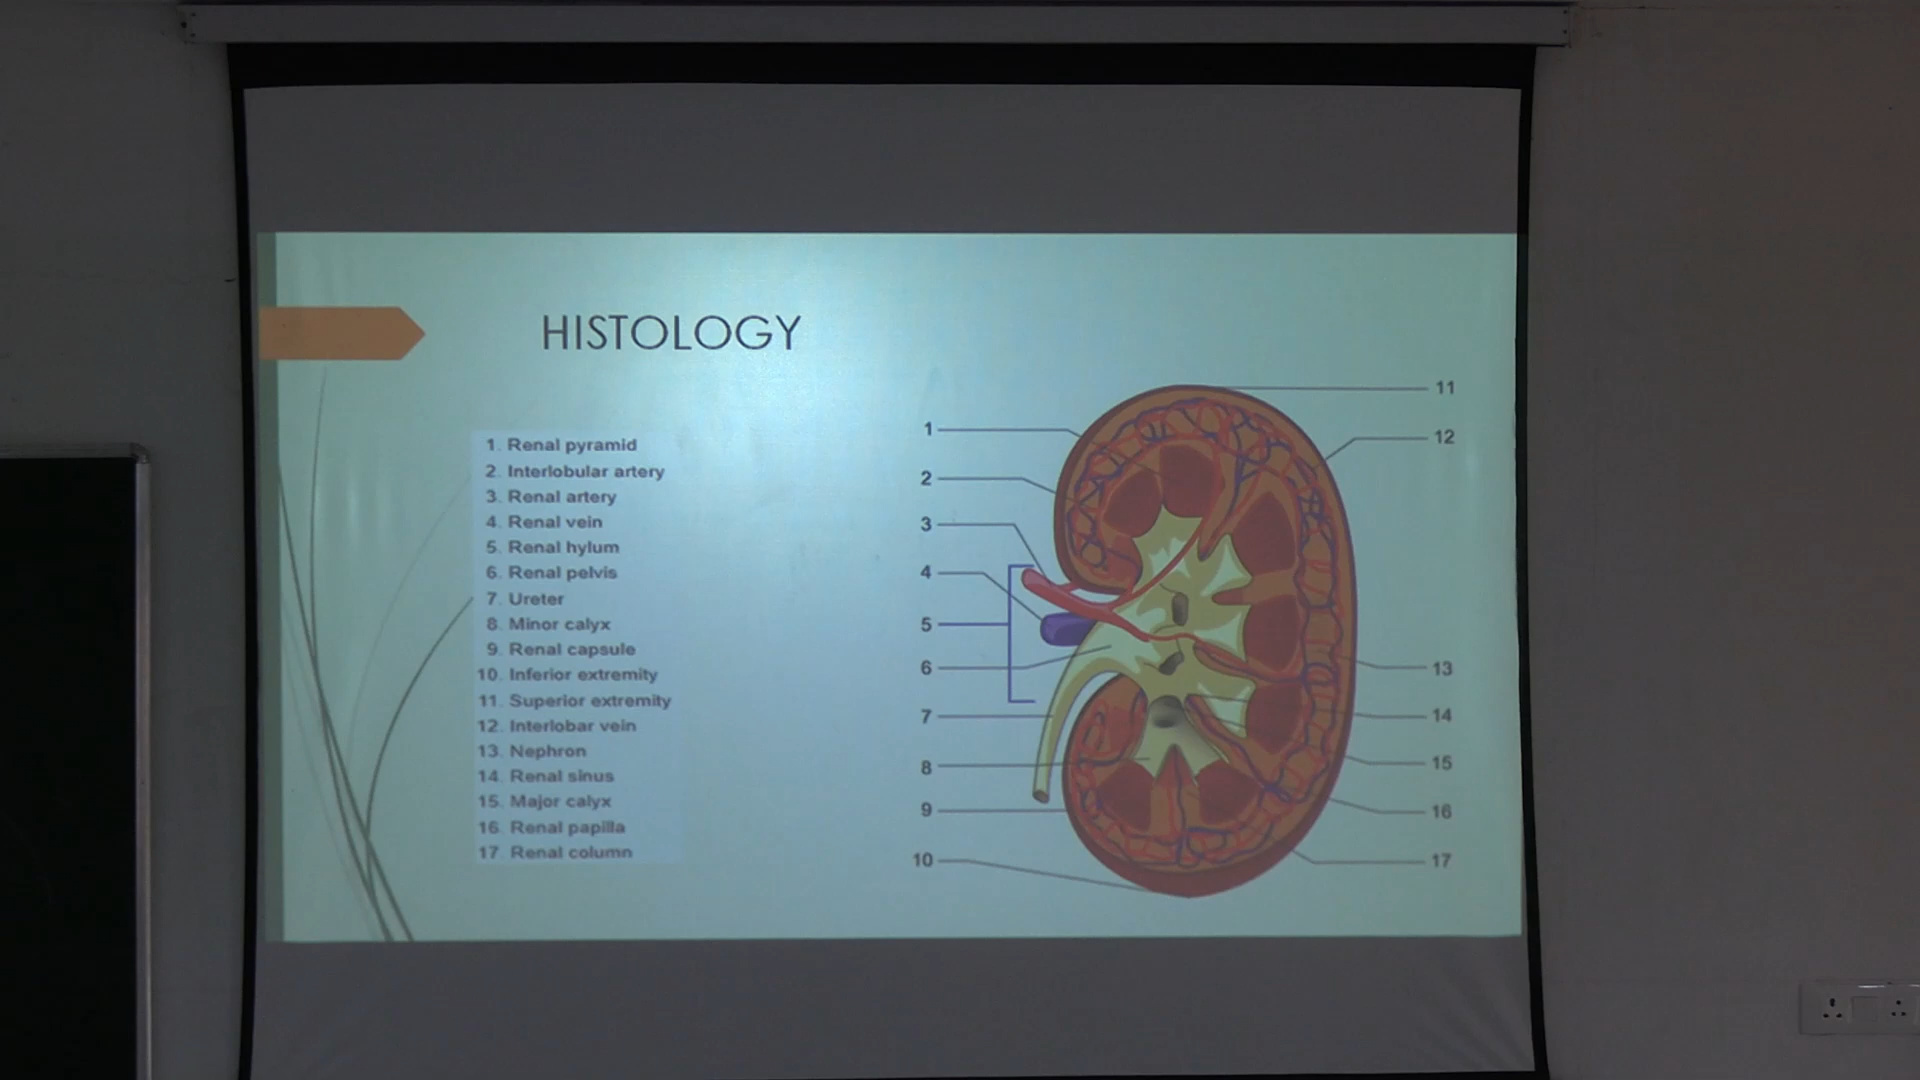 HISTOLOGY
1. Renal pyramid
2. Interlobular artery
3. Renal artery
4. Renal vein
5. Renal hylum
6. Renal pelvis
7. Ureter
8. Minor calyx
9. Renal capsule
10. Inferior extremity
11. Superior extremity
12. Interlobar vein
13. Nephron
14. Renal sinus
15. Major calyx
16. Renal papilla
17. Renal column
1
2
3
4
5
6
7
8
9
10
11
12
13
14
15
16
17